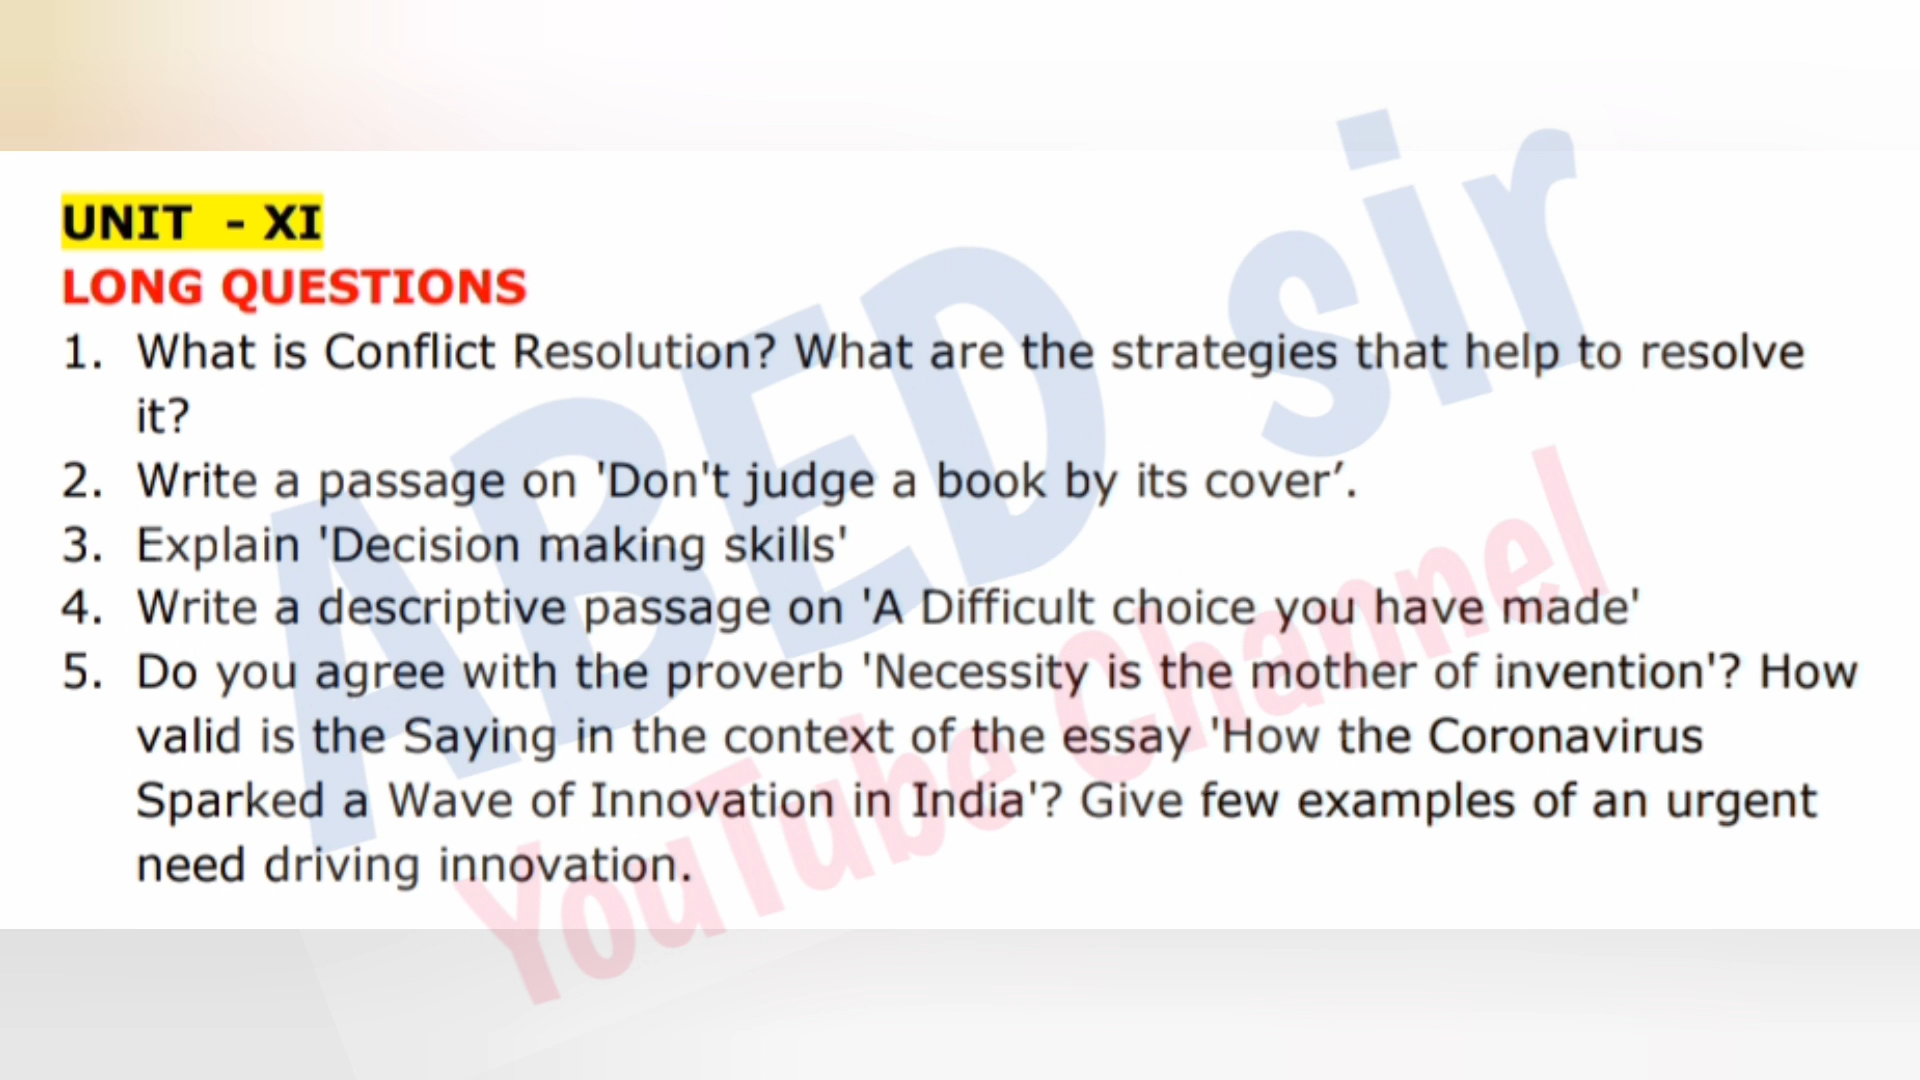 UNIT - XI
LONG QUESTIONS
1. What is Conflict Resolution? What are the strategies that help to resolve
it?
2. Write a passage on 'Don't judge a book by its cover’.
3. Explain 'Decision making skills'
4. Write a descriptive passage on 'A Difficult choice you have made'
5. Do you agree with the proverb 'Necessity is the mother of invention'? How
valid is the Saying in the context of the essay 'How the Coronavirus
Sparked a Wave of Innovation in India'? Give few examples of an urgent
need driving innovation.
ABED sir
YouTube Channel